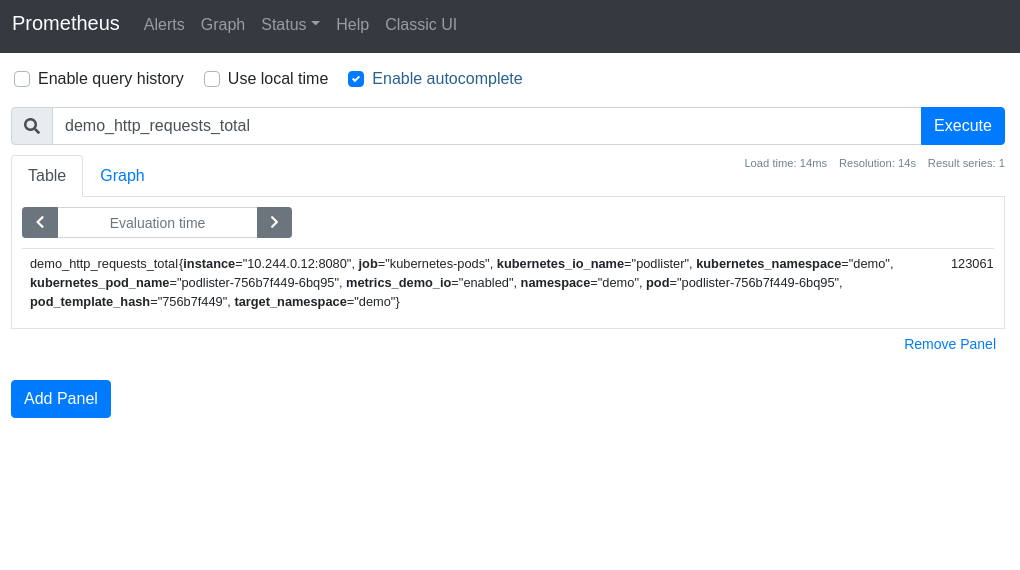 Prometheus Alerts Graph Status Help Classic UI
Enable query history Use local time Enable autocomplete
demo_http_requests_total Execute
Load time: 14ms Resolution: 14s Result series: 1
Table Graph
Evaluation time
demo_http_requests_total{instance="10.244.0.12:8080", job="kubernetes-pods", kubernetes_io_name="podlister", kubernetes_namespace="demo", 123061
kubernetes_pod_name="podlister-756b7f449-6bq95", metrics_demo_io="enabled", namespace="demo", pod="podlister-756b7f449-6bq95",
pod_template_hash="756b7f449", target_namespace="demo"}
Remove Panel
Add Panel